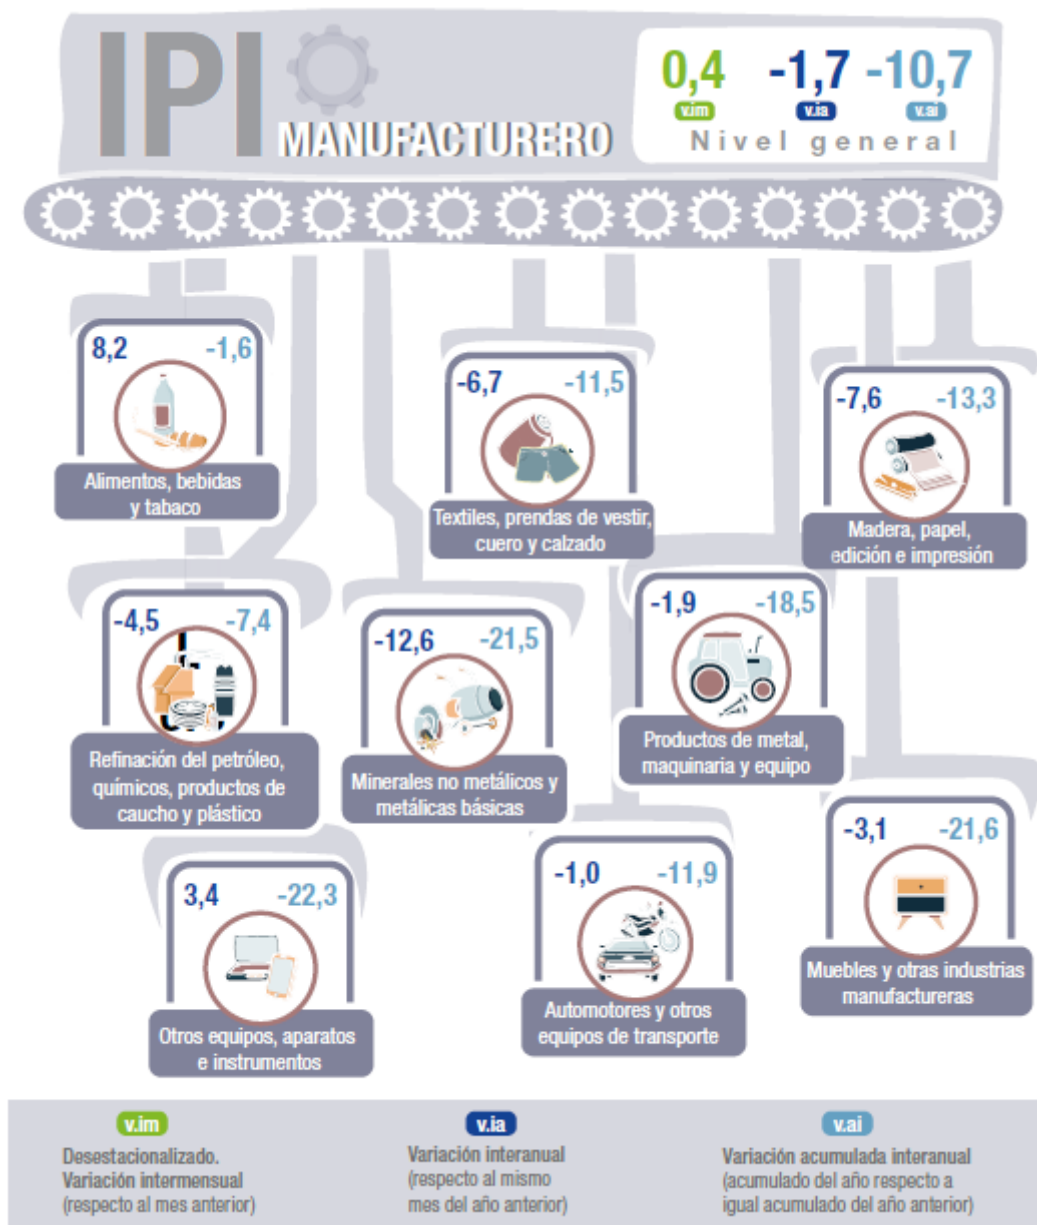 IPI
MANUFACTURERO
0,4 -1,7 -10,7
v.im v.ia v.ai
Nivel general
8,2 -1,6
Alimentos, bebidas
y tabaco
-6,7 -11,5
Textiles, prendas de vestir,
cuero y calzado
-7,6 -13,3
Madera, papel,
edición e impresión
-4,5 -7,4
Refinación del petróleo,
químicos, productos de
caucho y plástico
-12,6 -21,5
Minerales no metálicos y
metálicas básicas
-1,9 -18,5
Productos de metal,
maquinaria y equipo
3,4 -22,3
Otros equipos, aparatos
e instrumentos
-1,0 -11,9
Automotores y otros
equipos de transporte
-3,1 -21,6
Muebles y otras industrias
manufactureras
v.im
Desestacionalizado.
Variación intermensual
(respecto al mes anterior)
v.ia
Variación interanual
(respecto al mismo
mes del año anterior)
v.ai
Variación acumulada interanual
(acumulado del año respecto a
igual acumulado del año anterior)